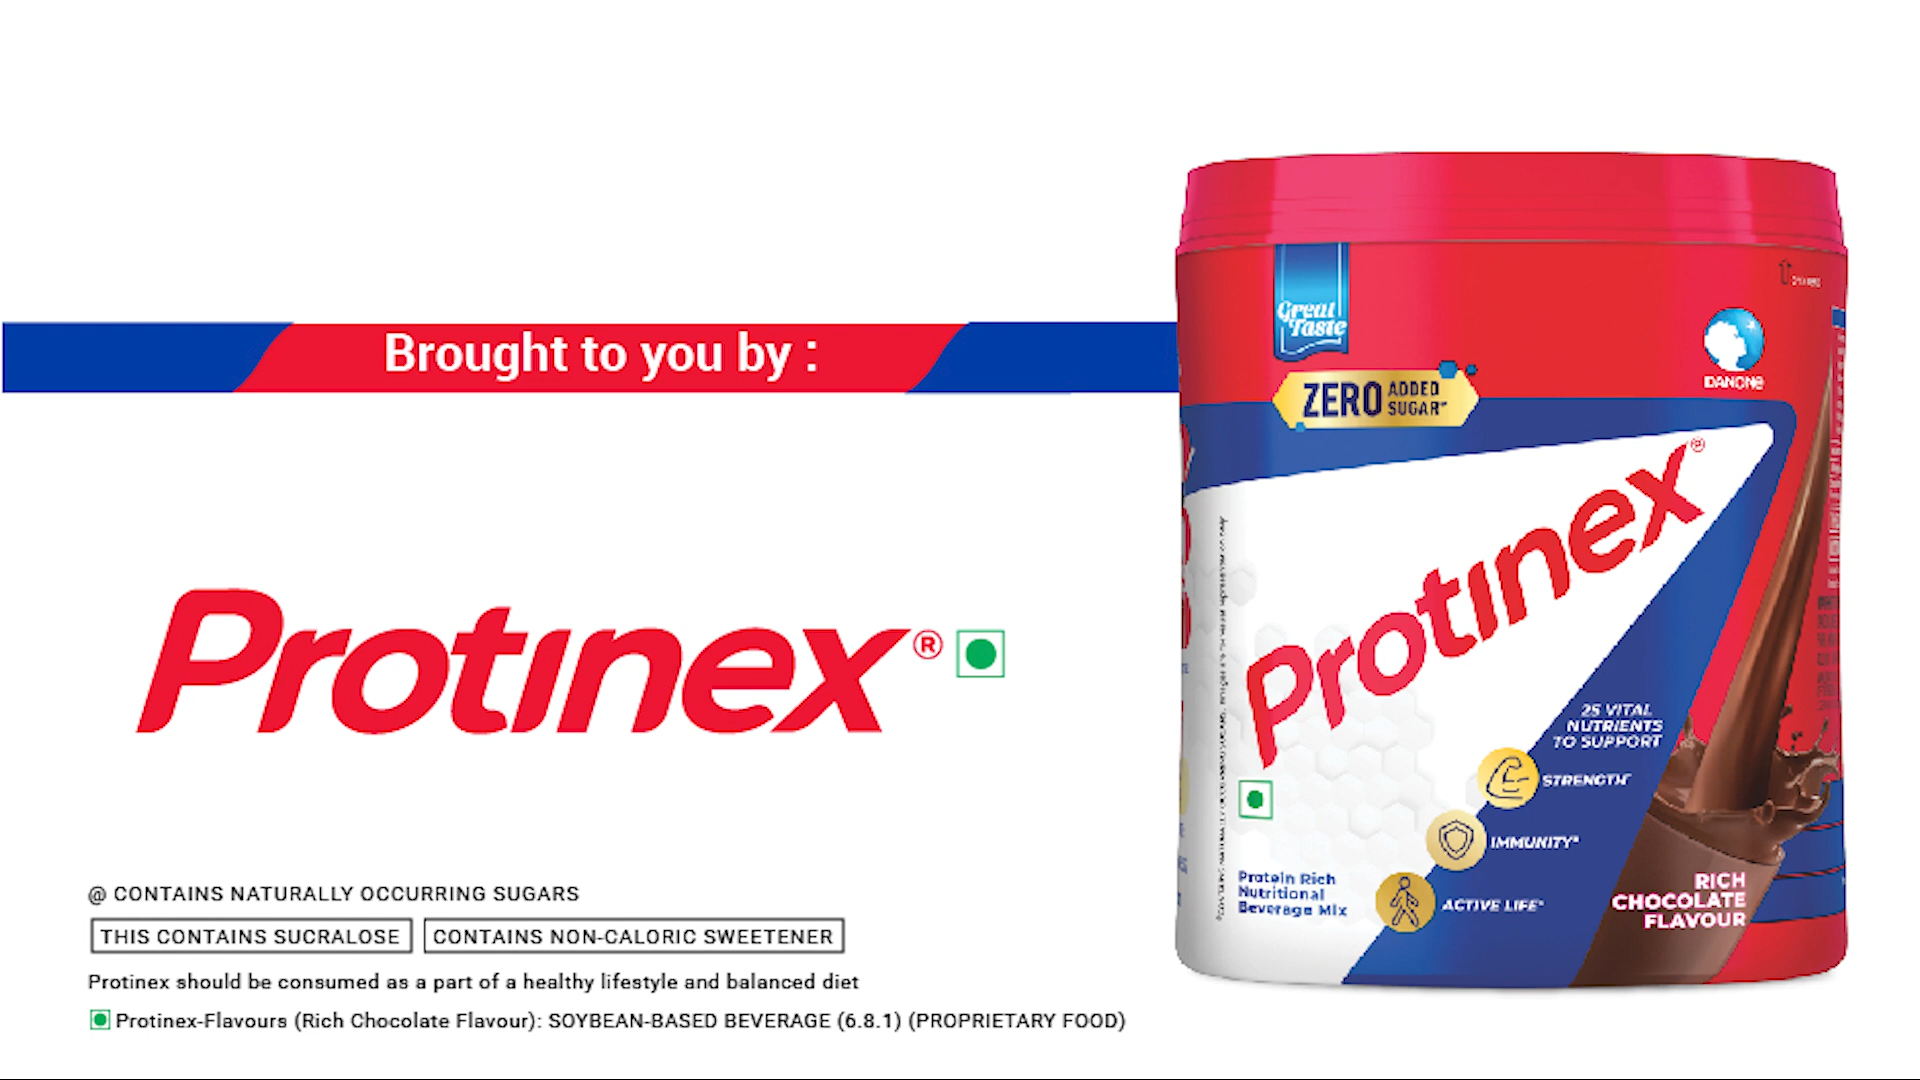 Brought to you by :
Protinex®
@ CONTAINS NATURALLY OCCURRING SUGARS
THIS CONTAINS SUCRALOSE
CONTAINS NON-CALORIC SWEETENER
Protinex should be consumed as a part of a healthy lifestyle and balanced diet
Protinex-Flavours (Rich Chocolate Flavour): SOYBEAN-BASED BEVERAGE (6.8.1) (PROPRIETARY FOOD)
Great
Taste
ZERO ADDED
SUGAR
DANONE
Protinex®
25 VITAL
NUTRIENTS
TO SUPPORT
STRENGTH
IMMUNITY
ACTIVE LIFE
Protein Rich
Nutritional
Beverage Mix
RICH
CHOCOLATE
FLAVOUR